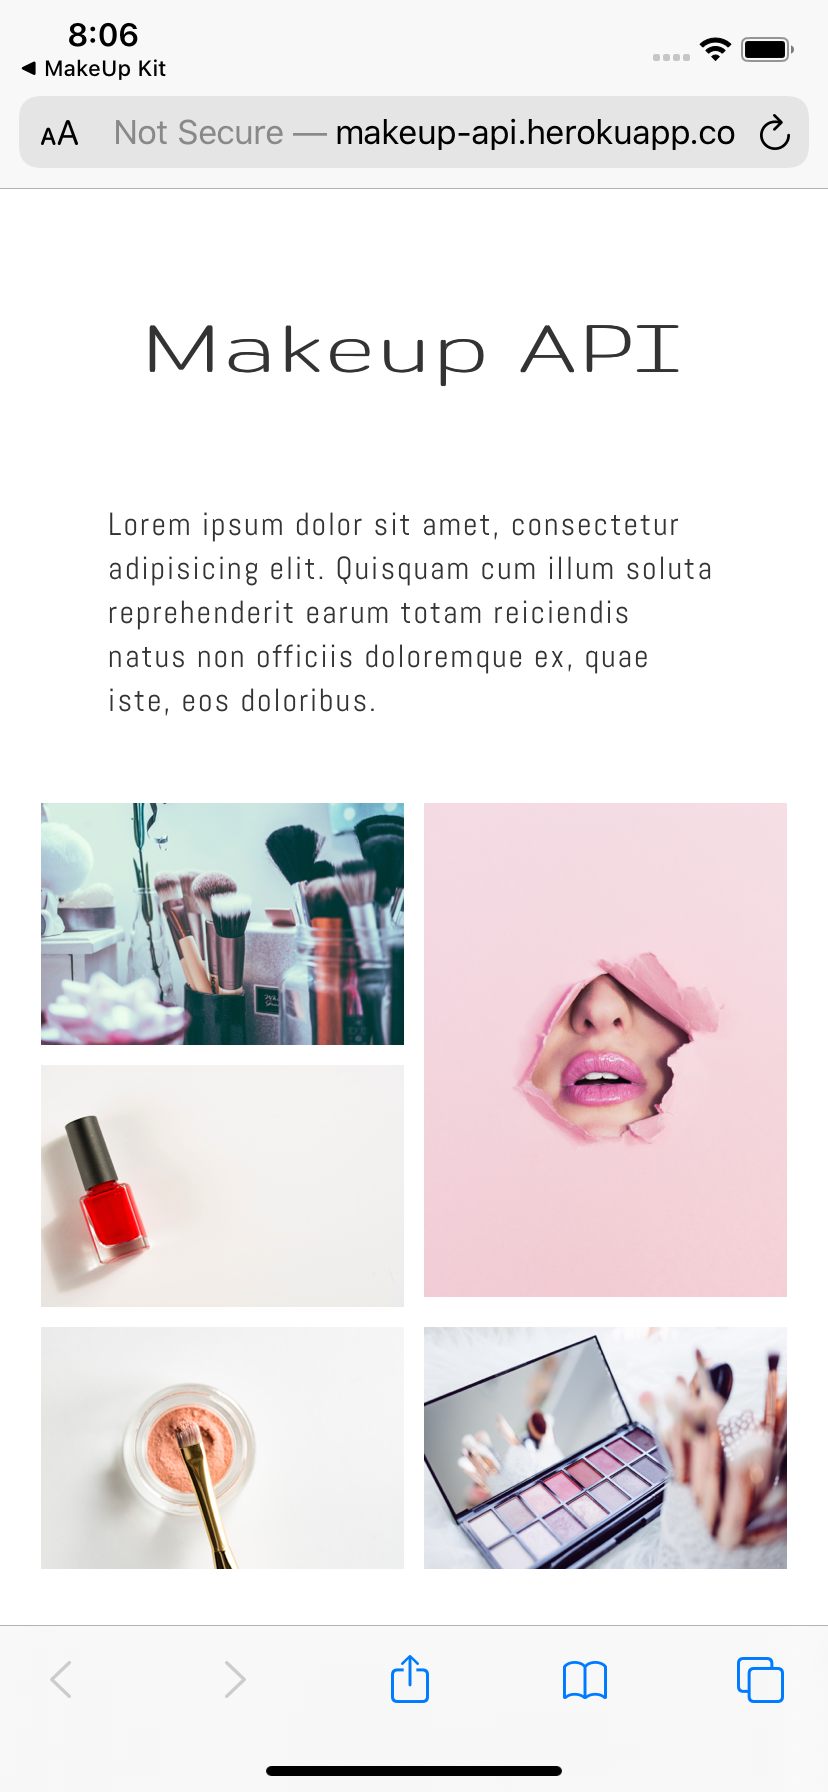 8:06
◀ MakeUp Kit
AA Not Secure — makeup-api.herokuapp.co
Makeup API
Lorem ipsum dolor sit amet, consectetur
adipisicing elit. Quisquam cum illum soluta
reprehenderit earum totam reiciendis
natus non officiis doloremque ex, quae
iste, eos doloribus.